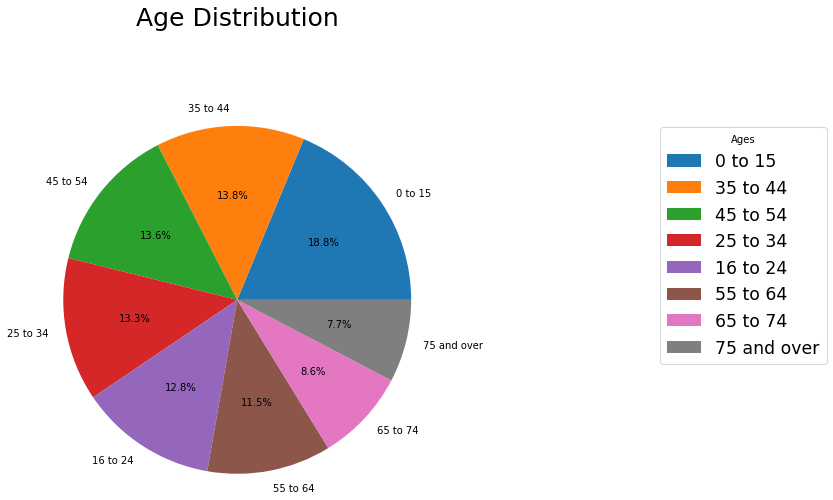 Age Distribution
35 to 44
45 to 54
0 to 15
13.8%
13.6%
18.8%
25 to 34
13.3%
7.7%
75 and over
12.8%
8.6%
11.5%
16 to 24
65 to 74
55 to 64
Ages
0 to 15
35 to 44
45 to 54
25 to 34
16 to 24
55 to 64
65 to 74
75 and over